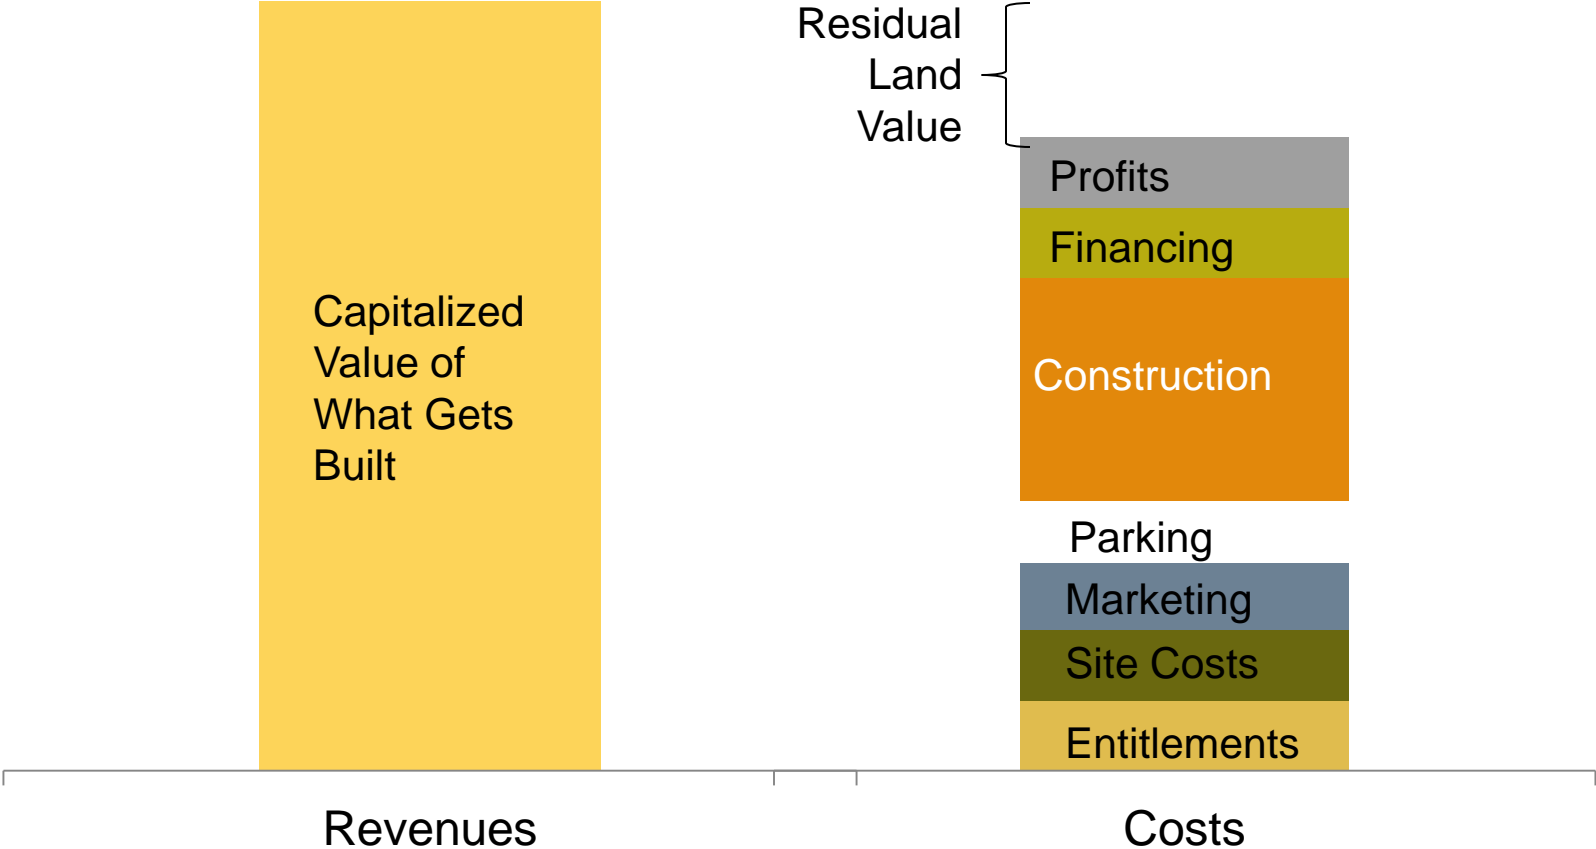 Residual
Land
Value
Profits
Financing
Capitalized
Value of
What Gets
Built
Construction
Parking
Marketing
Site Costs
Entitlements
Revenues
Costs